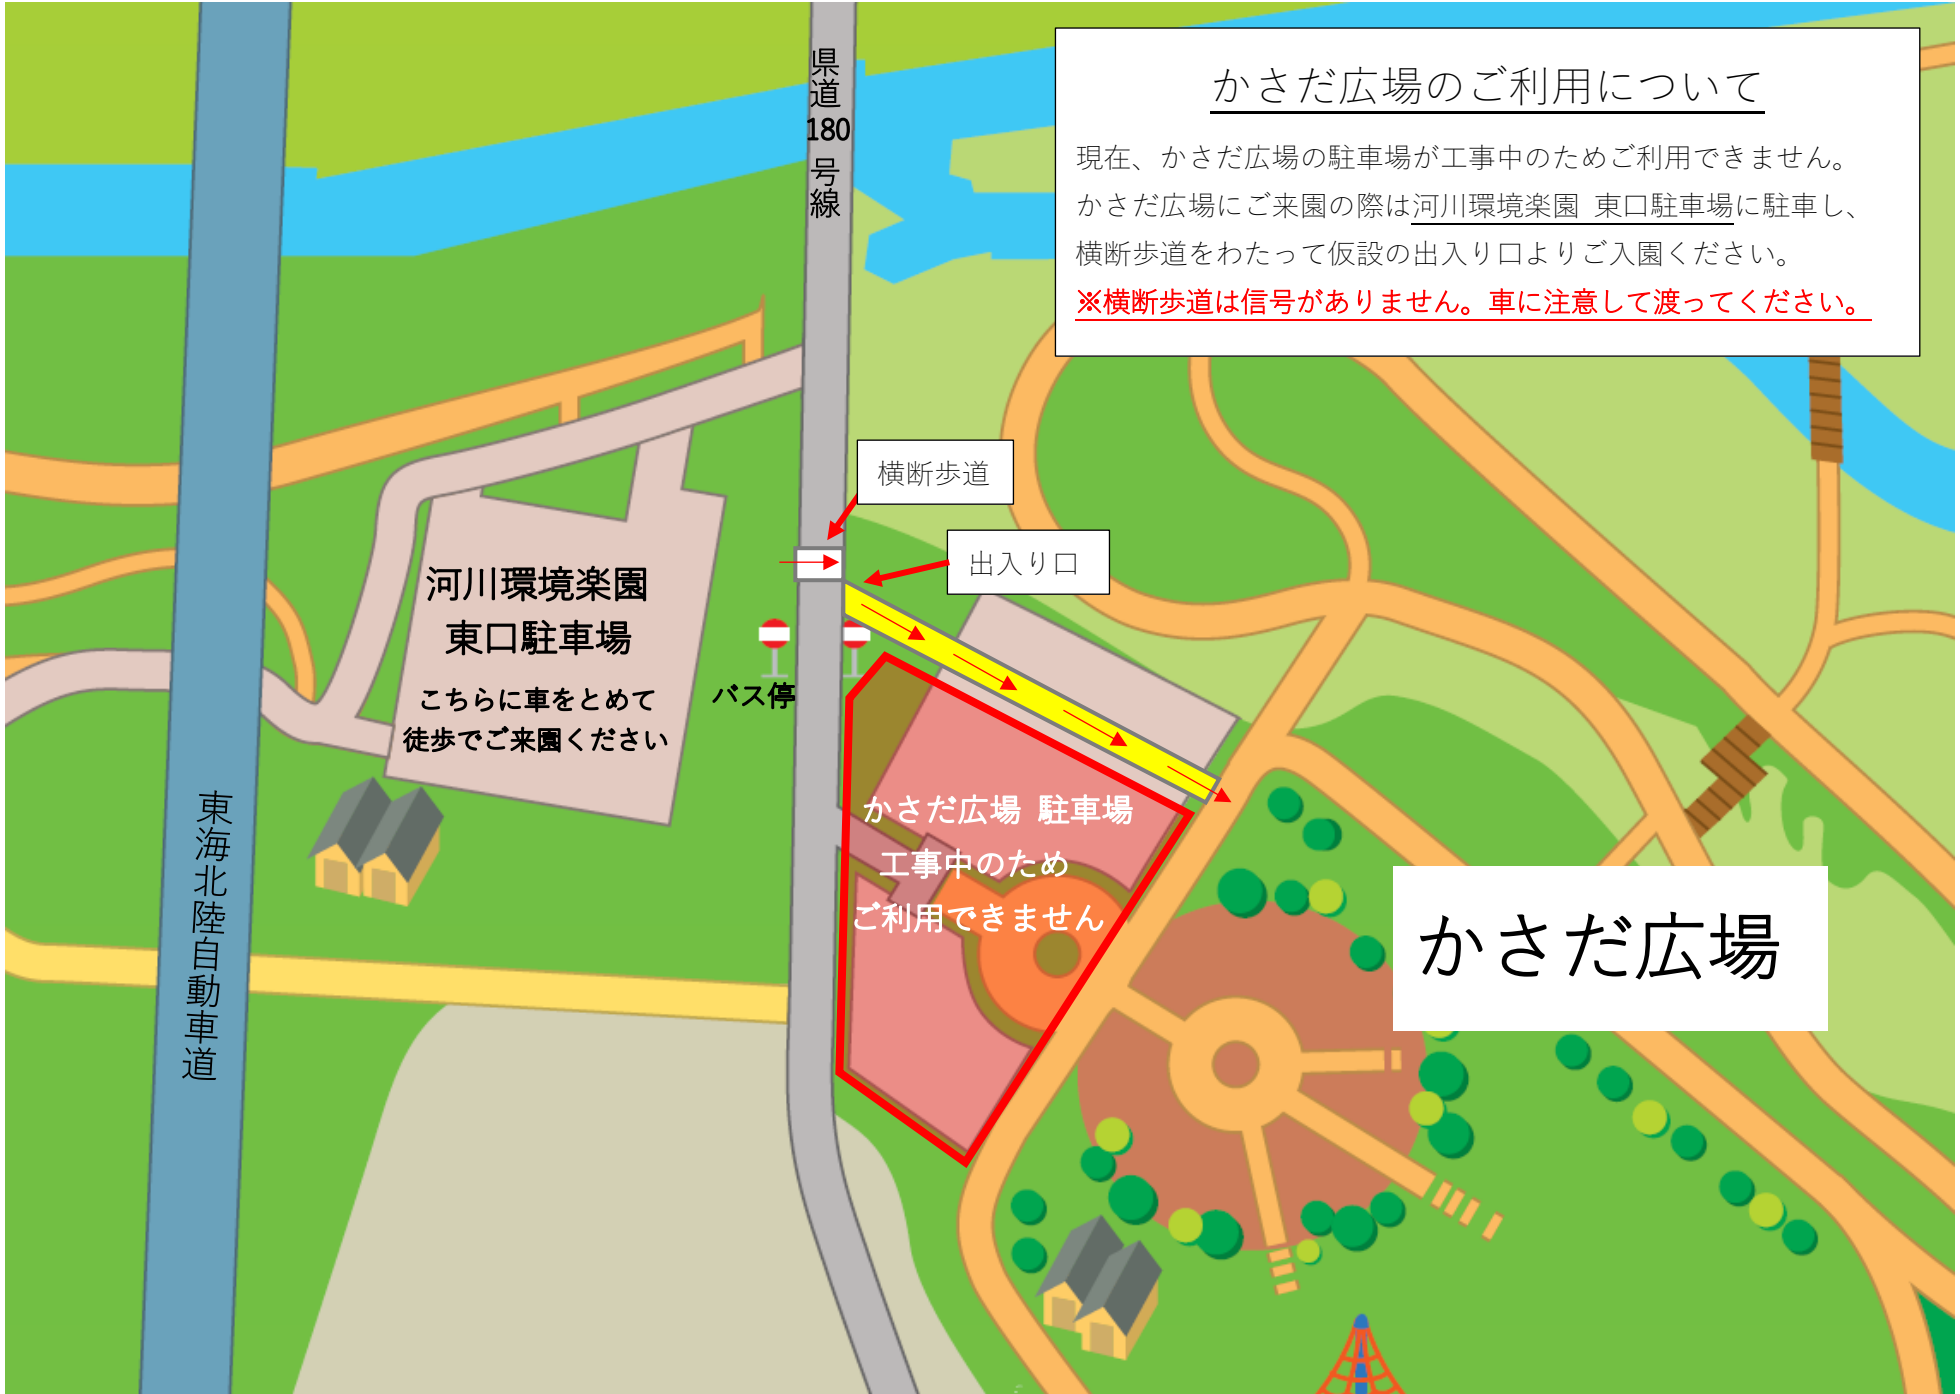 かさだ広場のご利用について
現在、かさだ広場の駐車場が工事中のためご利用できません。
かさだ広場にご来園の際は河川環境楽園 東口駐車場に駐車し、
横断歩道をわたって仮設の出入り口よりご入園ください。
※横断歩道は信号がありません。車に注意して渡ってください。
県道180号線
横断歩道
出入り口
河川環境楽園
東口駐車場
こちらに車をとめて
徒歩でご来園ください
バス停
東海北陸自動車道
かさだ広場 駐車場
工事中のため
ご利用できません
かさだ広場